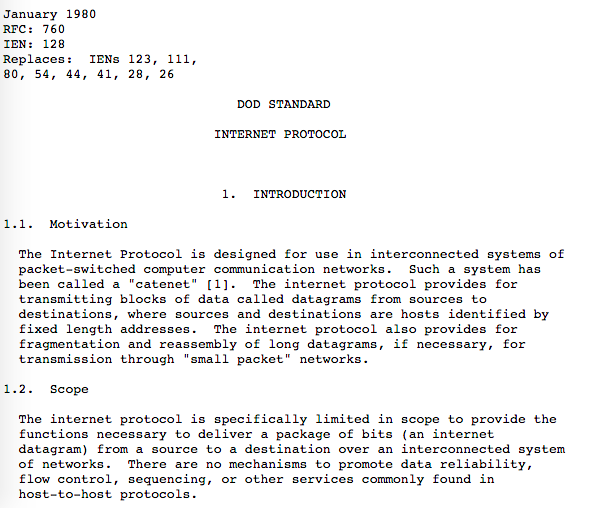 January 1980
RFC: 760
IEN: 128
Replaces:  IENs 123, 111,
80, 54, 44, 41, 28, 26
DOD STANDARD
INTERNET PROTOCOL
1.  INTRODUCTION
1.1.  Motivation
The Internet Protocol is designed for use in interconnected systems of
packet-switched computer communication networks.  Such a system has
been called a "catenet" [1].  The internet protocol provides for
transmitting blocks of data called datagrams from sources to
destinations, where sources and destinations are hosts identified by
fixed length addresses.  The internet protocol also provides for
fragmentation and reassembly of long datagrams, if necessary, for
transmission through "small packet" networks.
1.2.  Scope
The internet protocol is specifically limited in scope to provide the
functions necessary to deliver a package of bits (an internet
datagram) from a source to a destination over an interconnected system
of networks.  There are no mechanisms to promote data reliability,
flow control, sequencing, or other services commonly found in
host-to-host protocols.